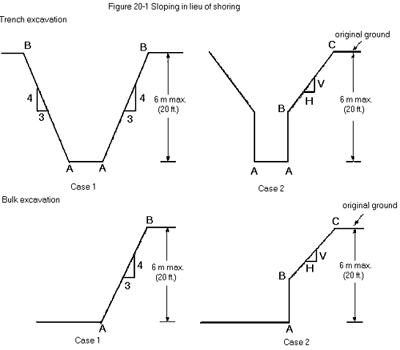 Figure 20-1 Sloping in lieu of shoring
Trench excavation
B
B
4
3
4
3
6 m max.
(20 ft.)
A
A
Case 1
C
original ground
V
H
B
6 m max.
(20 ft.)
A
A
Case 2
Bulk excavation
B
4
3
6 m max.
(20 ft.)
A
Case 1
C
original ground
V
H
B
6 m max.
(20 ft.)
A
Case 2